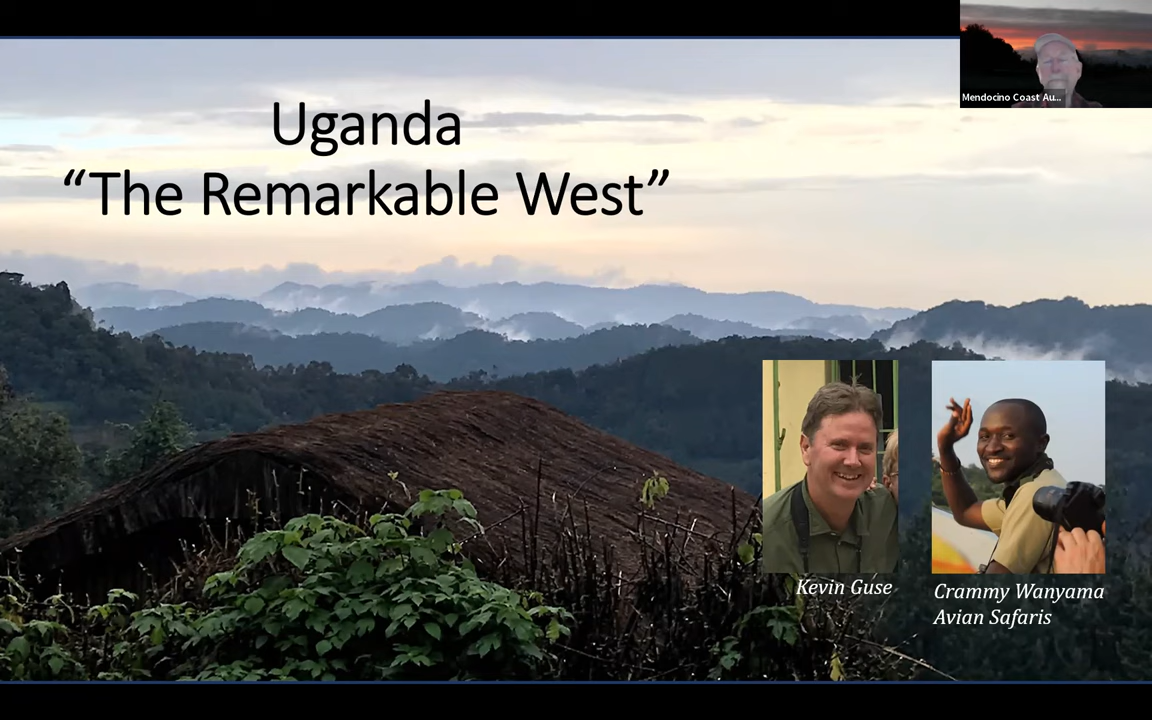 Uganda
“The Remarkable West”
Mendocino Coast Au...
Kevin Guse
Crammy Wanyama
Avian Safaris